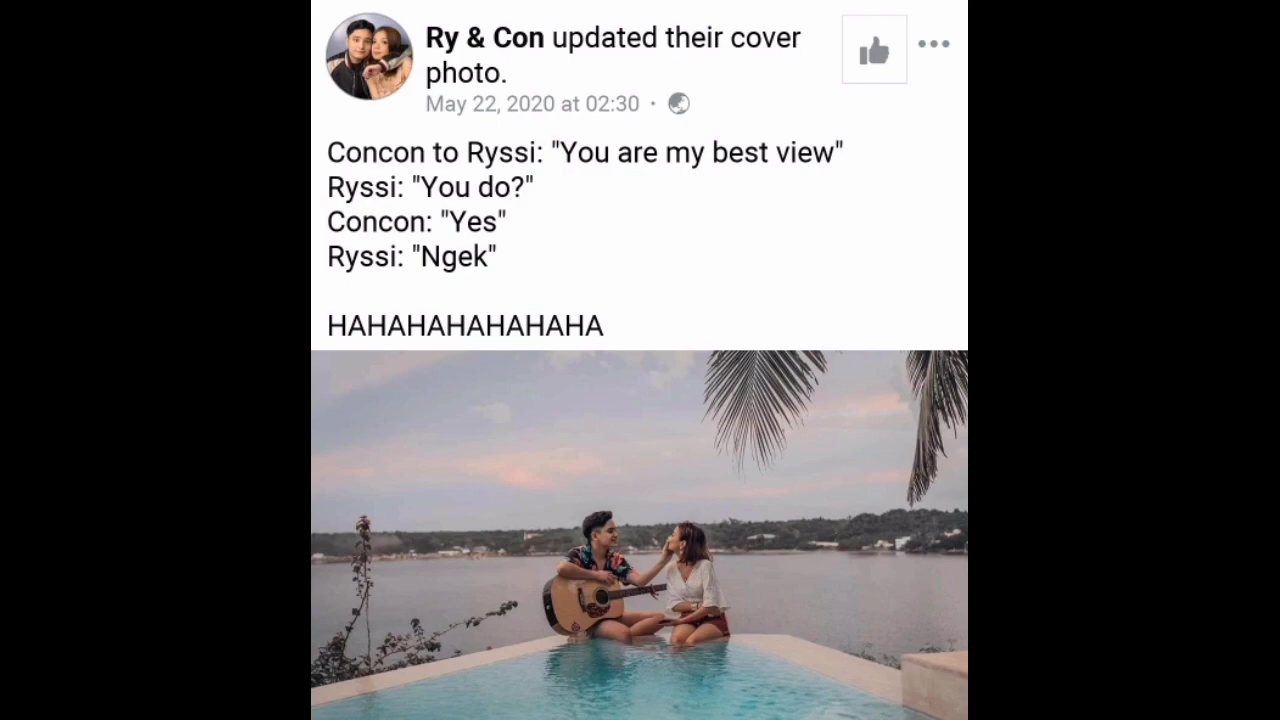 Ry & Con updated their cover
photo.
May 22, 2020 at 02:30 ·
Concon to Ryssi: "You are my best view"
Ryssi: "You do?"
Concon: "Yes"
Ryssi: "Ngek"
HAHAHAHAHAHAHA